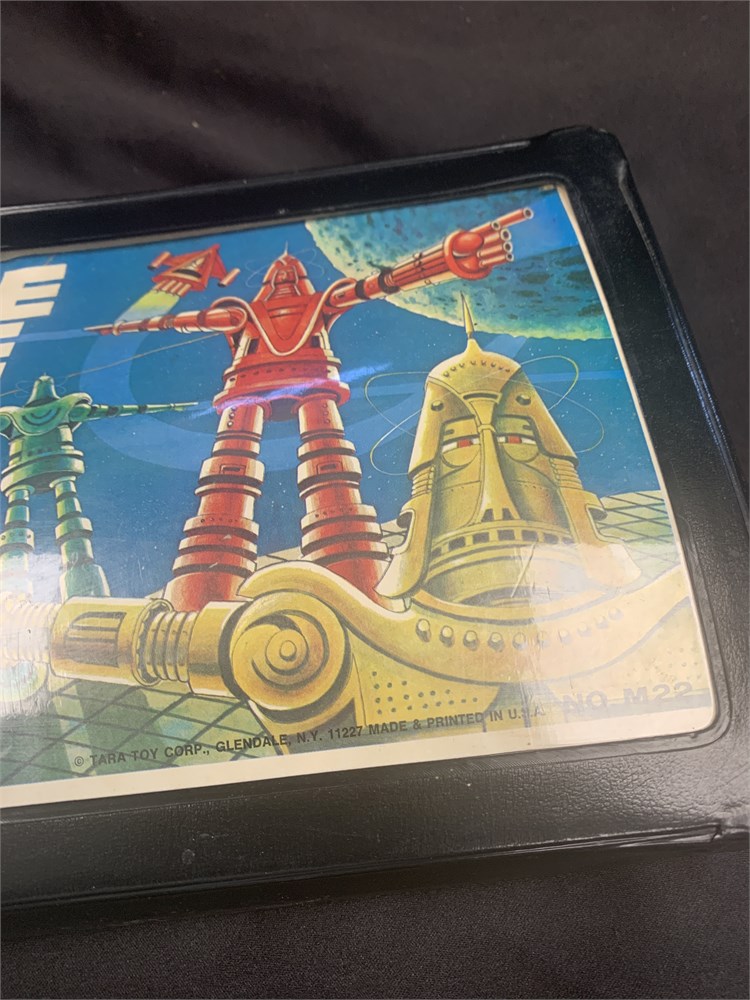 E
© TARA TOY CORP., GLENDALE, N.Y. 11227 MADE & PRINTED IN U.S.A.
NO. M22